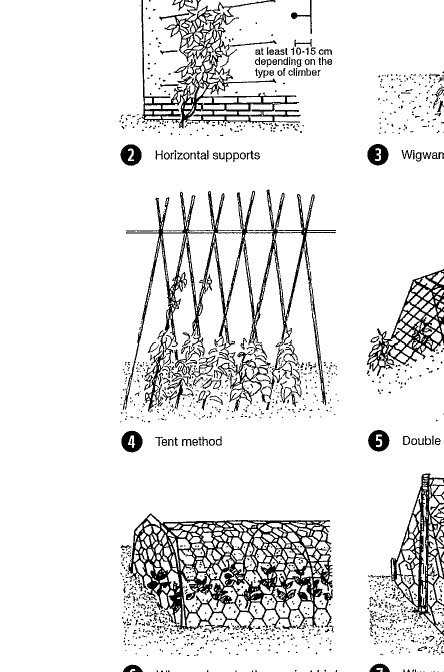 at least 10-15 cm
depending on the
type of climber
2 Horizontal supports
3 Wigwam
4 Tent method
5 Double